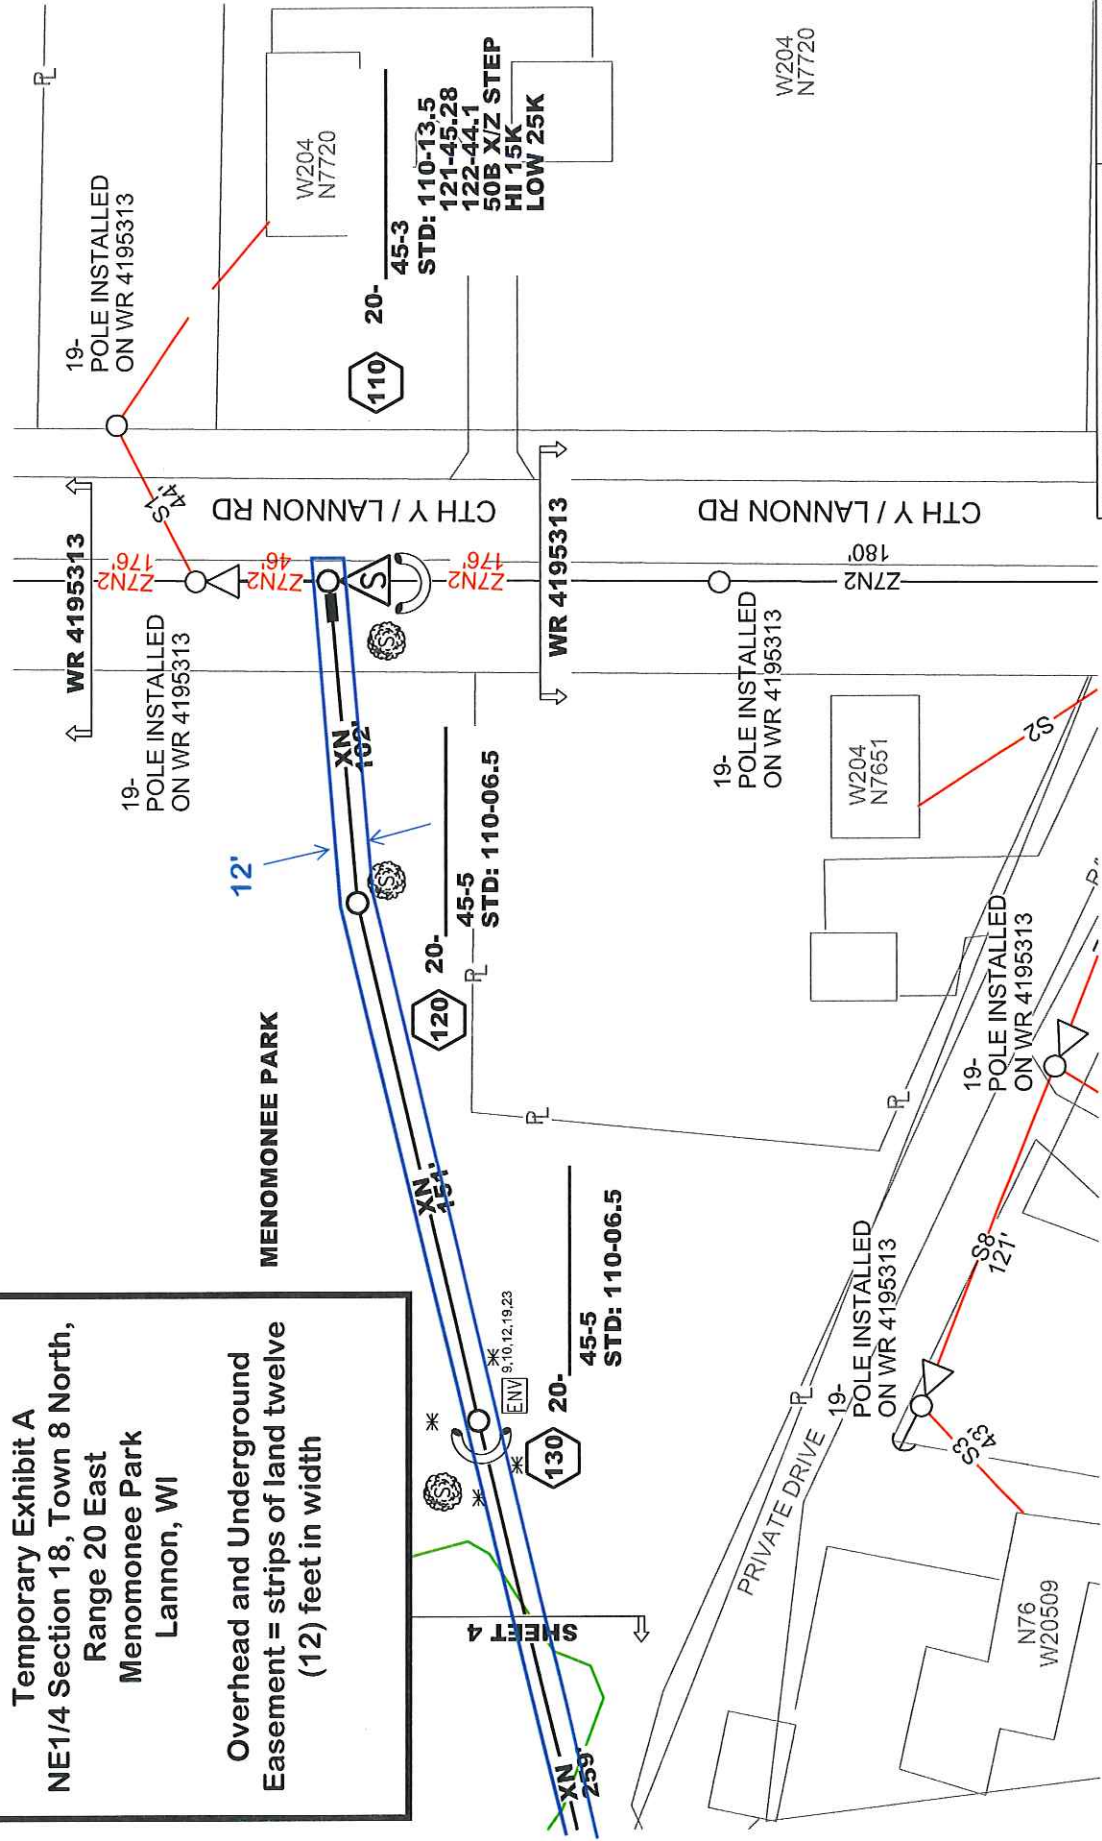 Temporary Exhibit A
NE1/4 Section 18, Town 8 North,
Range 20 East
Menomonee Park
Lannon, WI
Overhead and Underground
Easement = strips of land twelve
(12) feet in width
MENOMONEE PARK
12'
19-
POLE INSTALLED
ON WR 4195313
WR 4195313
19-
POLE INSTALLED
ON WR 4195313
S1
44'
Z7N2
176'
Z7N2
46'
Z7N2
176'
Z7N2
180'
CTH Y / LANNON RD
CTH Y / LANNON RD
WR 4195313
W204
N7720
W204
N7720
110
20-
45-3
STD: 110-13.5
121-45.28
122-44.1
50B X/Z STEP
HI 15K
LOW 25K
S
S
XN
102'
S
120
20-
45-5
STD: 110-06.5
XN
151'
ENV
9,10,12,19,23
S
130
20-
45-5
STD: 110-06.5
SHEET 4
XN
259'
19-
POLE INSTALLED
ON WR 4195313
W204
N7651
S2
19-
POLE INSTALLED
ON WR 4195313
S8
121'
19-
POLE INSTALLED
ON WR 4195313
S3
43'
PRIVATE DRIVE
N76
W20509
PL
PL
PL
PL
PL